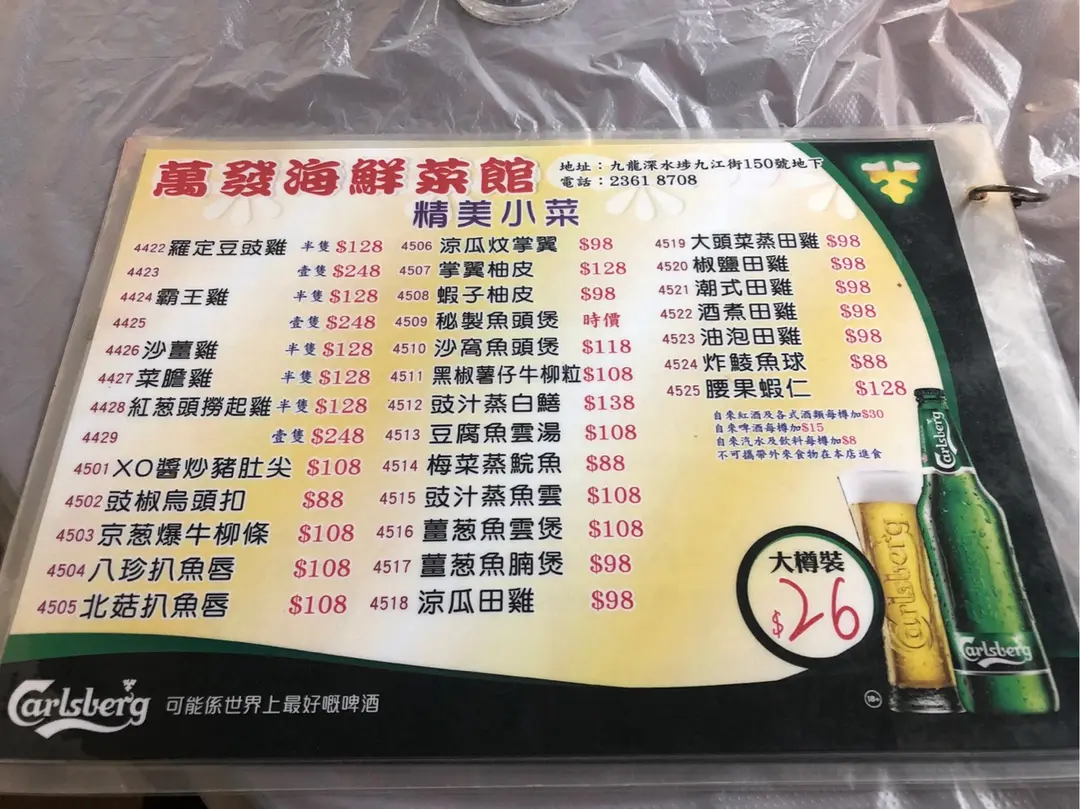 萬發海鮮菜館
地址：九龍深水埗九江街150號地下
電話：2361 8708
精美小菜
4422 羅定豆豉雞 半隻 $128
4423 壹隻 $248
4424 霸王雞 半隻 $128
4425 壹隻 $248
4426 沙薑雞 半隻 $128
4427 菜膽雞 半隻 $128
4428 紅葱頭撈起雞 半隻 $128
4429 壹隻 $248
4501 XO醬炒豬肚尖 $108
4502 豉椒烏頭扣 $88
4503 京葱爆牛柳條 $108
4504 八珍扒魚唇 $108
4505 北菇扒魚唇 $108
4506 涼瓜炆掌翼 $98
4507 掌翼柚皮 $128
4508 蝦子柚皮 $98
4509 秘製魚頭煲 時價
4510 沙窩魚頭煲 $118
4511 黑椒薯仔牛柳粒 $108
4512 豉汁蒸白鱔 $138
4513 豆腐魚雲湯 $108
4514 梅菜蒸鯇魚 $88
4515 豉汁蒸魚雲 $108
4516 薑葱魚雲煲 $108
4517 薑葱魚腩煲 $98
4518 涼瓜田雞 $98
4519 大頭菜蒸田雞 $98
4520 椒鹽田雞 $98
4521 潮式田雞 $98
4522 酒煮田雞 $98
4523 油泡田雞 $98
4524 炸鯪魚球 $88
4525 腰果蝦仁 $128
自來紅酒及各式酒類每樽加$30
自來啤酒每樽加$15
自來汽水及飲料每樽加$8
不可攜帶外來食物在本店進食
大樽裝
$26
Carlsberg
Carlsberg
Carlsberg
18+
Carlsberg 可能係世界上最好嘅啤酒